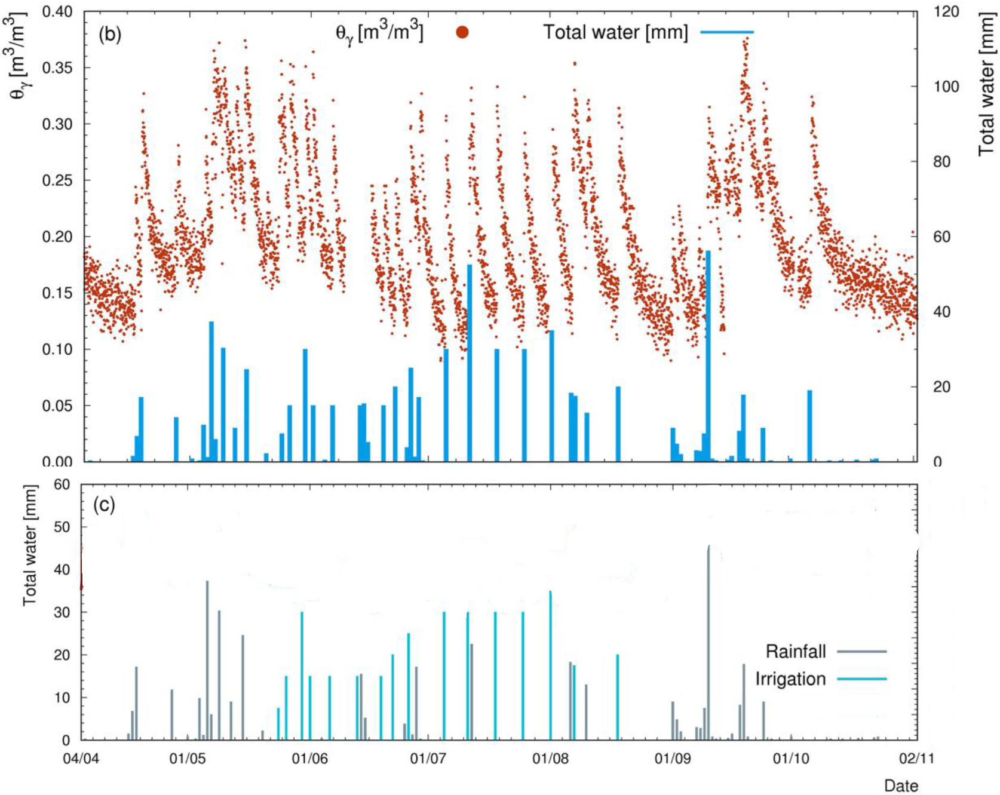 (b)
θγ [m³/m³]
Total water [mm]
θγ [m³/m³]
0.40
0.35
0.30
0.25
0.20
0.15
0.10
0.05
0.00
120
100
80
60
40
20
0
Total water [mm]
(c)
Total water [mm]
60
50
40
30
20
10
0
Rainfall
Irrigation
04/04 01/05 01/06 01/07 01/08 01/09 01/10 02/11
Date